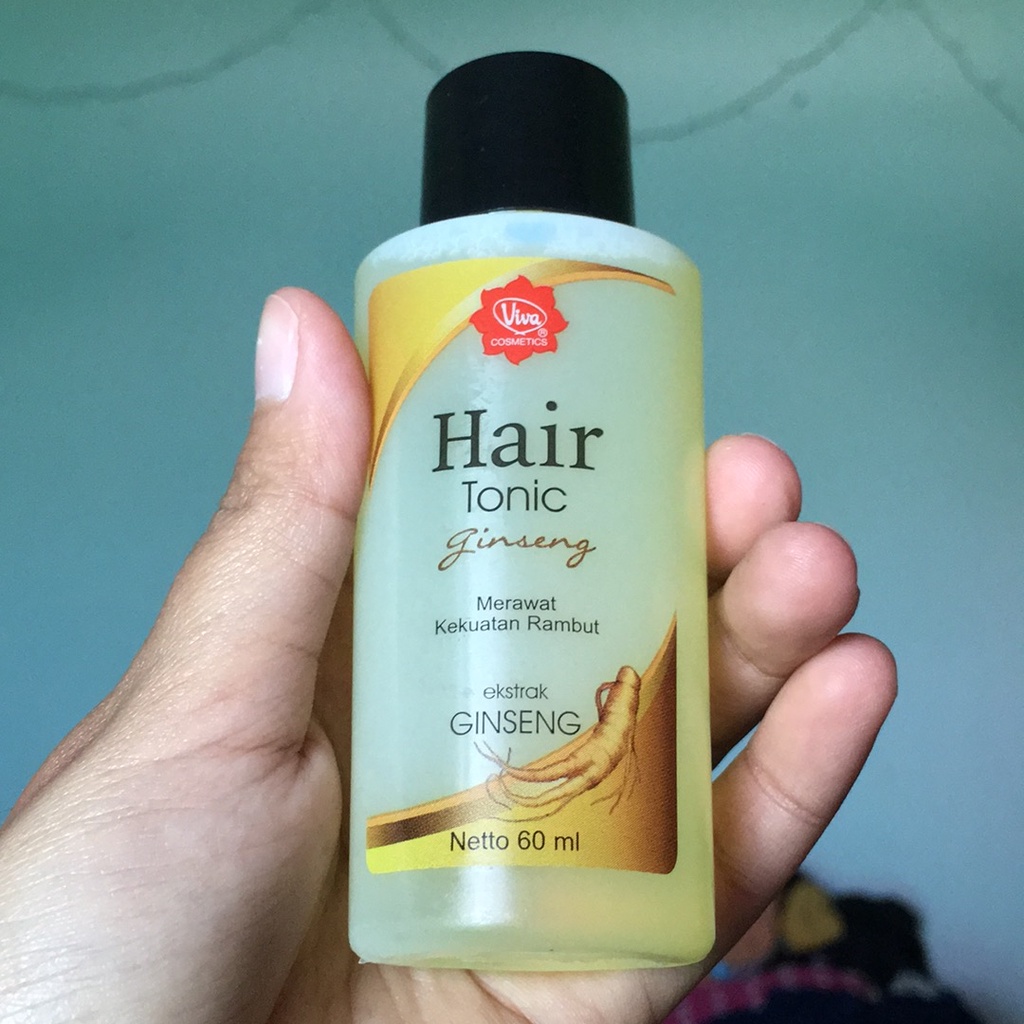 Viva
®
COSMETICS
Hair
Tonic
Ginseng
Merawat
Kekuatan Rambut
ekstrak
GINSENG
Netto 60 ml